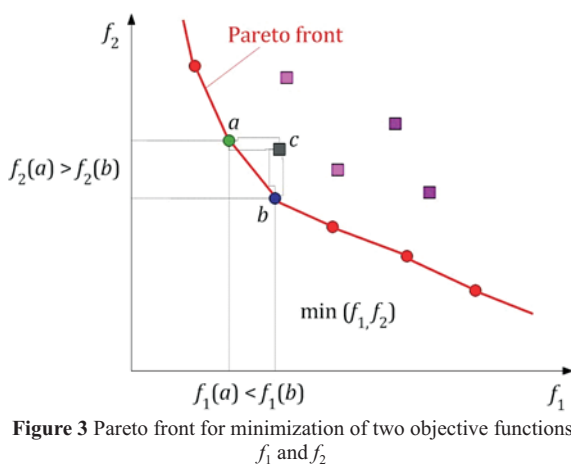 f₂
Pareto front
a
c
f₂(a) > f₂(b)
b
min (f₁, f₂)
f₁(a) < f₁(b)
f₁
Figure 3 Pareto front for minimization of two objective functions
f₁ and f₂